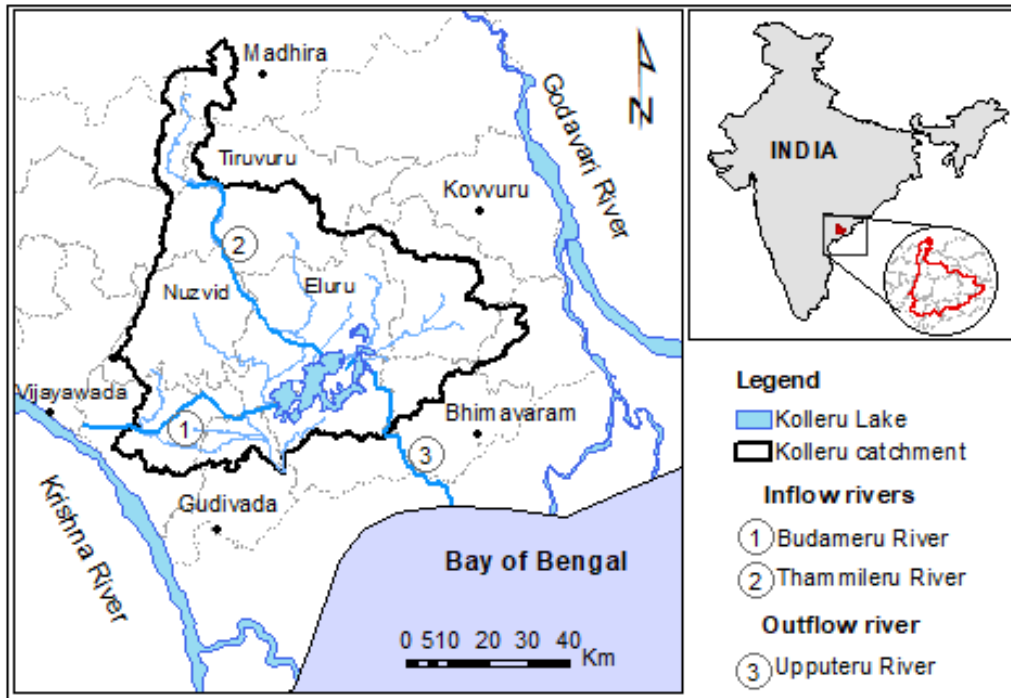 Madhira
Tiruvuru
Kovvuru
Godavari River
2
Nuzvid
Eluru
Vijayawada
1
Bhimavaram
3
Gudivada
Krishna River
Bay of Bengal
0 510 20 30 40
Km
N
INDIA
Legend
Kolleru Lake
Kolleru catchment
Inflow rivers
1 Budameru River
2 Thammileru River
Outflow river
3 Upputeru River